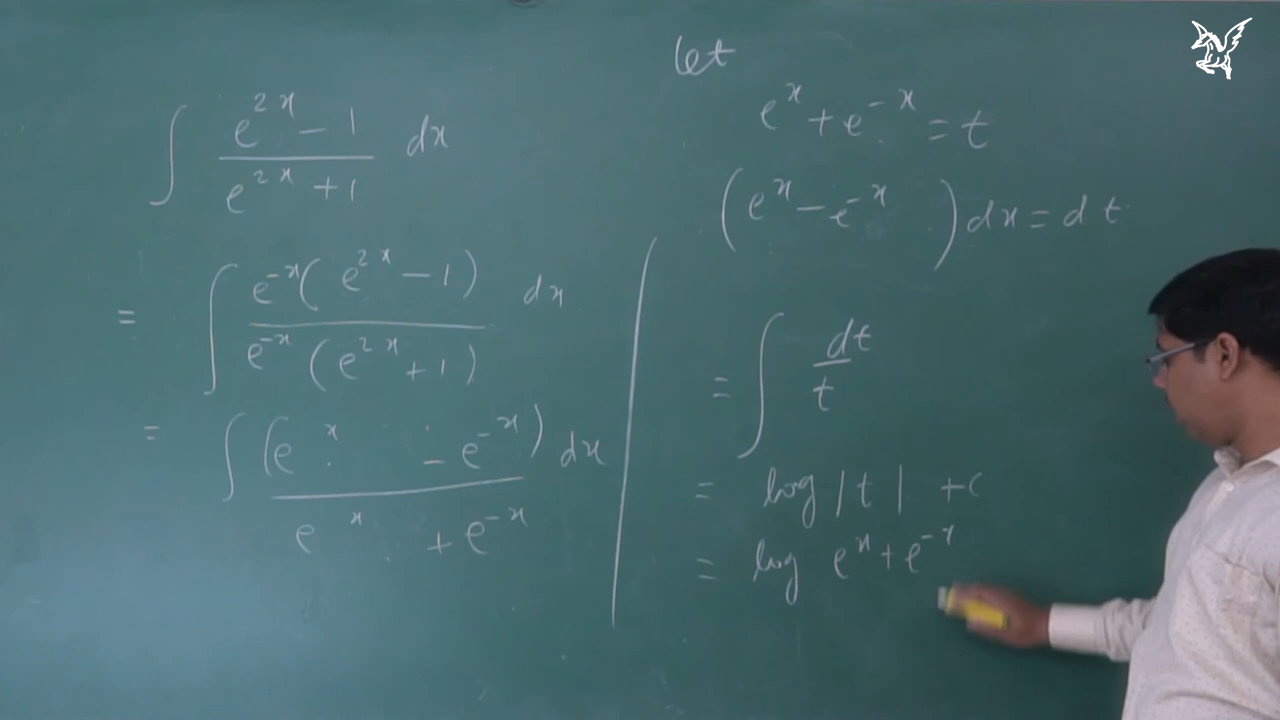 ∫ (e^{2x} - 1)/(e^{2x} + 1) dx
= ∫ (e^{-x}(e^{2x} - 1))/(e^{-x}(e^{2x} + 1)) dx
= ∫ ((e^{x} - e^{-x}))/(e^{x} + e^{-x}) dx
let
e^{x} + e^{-x} = t
(e^{x} - e^{-x}) dx = dt
= ∫ dt/t
= log |t| + c
= log e^{x} + e^{-x}